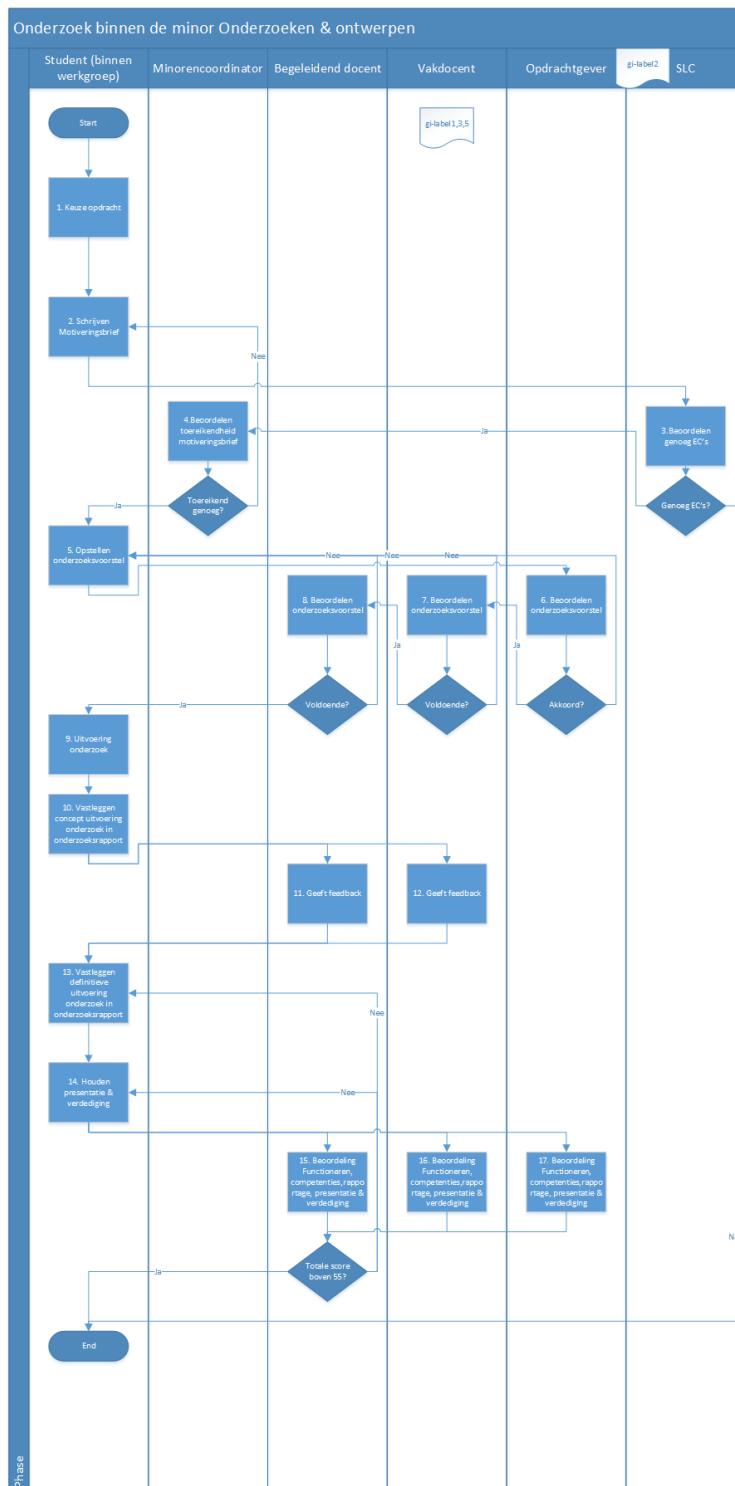 Onderzoek binnen de minor Onderzoeken & ontwerpen
Student (binnen
werkgroep)
Minorencoordinator
Begeleidend docent
Vakdocent
Opdrachtgever
gi-label2
SLC
Start
gi-label1,3,5
1. Keuze opdracht
2. Schrijven
Motiveringsbrief
Nee
4.Beoordelen
toereikendheid
motiveringsbrief
Ja
3.Beoordelen
genoeg EC's
Ja
Toereikend
genoeg?
Genoeg EC's?
5. Opstellen
onderzoeksvoorstel
Nee
Nee
Nee
8. Beoordelen
onderzoeksvoorstel
7. Beoordelen
onderzoeksvoorstel
6. Beoordelen
onderzoeksvoorstel
Ja
Ja
Ja
Voldoende?
Voldoende?
Akkoord?
9. Uitvoering
onderzoek
10. Vastleggen
concept uitvoering
onderzoek in
onderzoeksrapport
11. Geeft feedback
12. Geeft feedback
13. Vastleggen
definitieve
uitvoering
onderzoek in
onderzoeksrapport
Nee
14. Houden
presentatie &
verdediging
Nee
15. Beoordeling
Functioneren,
competenties,rappo
rtage, presentatie &
verdediging
16. Beoordeling
Functioneren,
competenties,rappo
rtage, presentatie &
verdediging
17. Beoordeling
Functioneren,
competenties,rappo
rtage, presentatie &
verdediging
Ja
Totale score
boven 55?
End
Phase